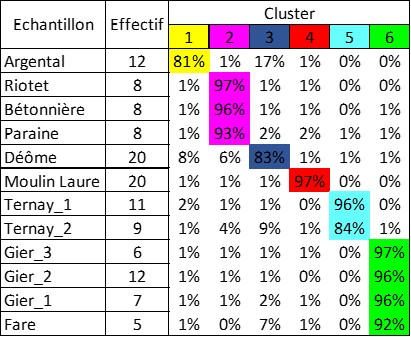 Echantillon Effectif Cluster
1 2 3 4 5 6
Argental 12 81% 1% 17% 1% 0% 0%
Riotet 8 1% 97% 1% 1% 0% 1%
Bétonnière 8 1% 96% 1% 1% 0% 1%
Paraine 8 1% 93% 2% 2% 1% 1%
Déôme 20 8% 6% 83% 1% 1% 1%
Moulin Laure 20 1% 1% 1% 97% 0% 0%
Ternay_1 11 2% 1% 1% 0% 96% 0%
Ternay_2 9 1% 4% 9% 1% 84% 1%
Gier_3 6 1% 1% 1% 1% 0% 97%
Gier_2 12 1% 1% 1% 0% 0% 96%
Gier_1 7 1% 1% 2% 1% 0% 96%
Fare 5 1% 0% 7% 1% 0% 92%